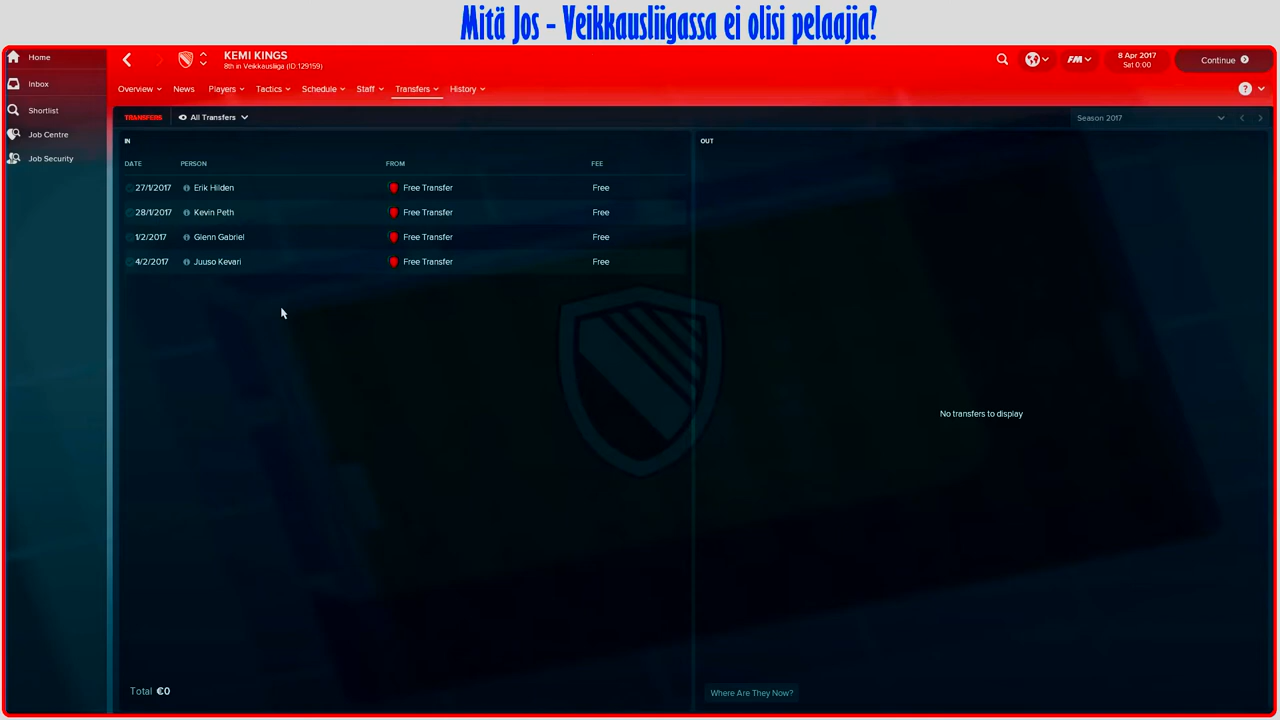 Mitä Jos - Veikkausliigassa ei olisi pelaajia?
Home
Inbox
Shortlist
Job Centre
Job Security
KEMI KINGS
8th in Veikkausliiga (ID:129159)
FM
8 Apr 2017
Sat 0:00
Continue
Overview News Players Tactics Schedule Staff Transfers History
?
TRANSFERS All Transfers
Season 2017
IN
DATE PERSON FROM FEE
27/1/2017 Erik Hilden Free Transfer Free
28/1/2017 Kevin Peth Free Transfer Free
1/2/2017 Glenn Gabriel Free Transfer Free
4/2/2017 Juuso Kevari Free Transfer Free
Total €0
OUT
No transfers to display
Where Are They Now?